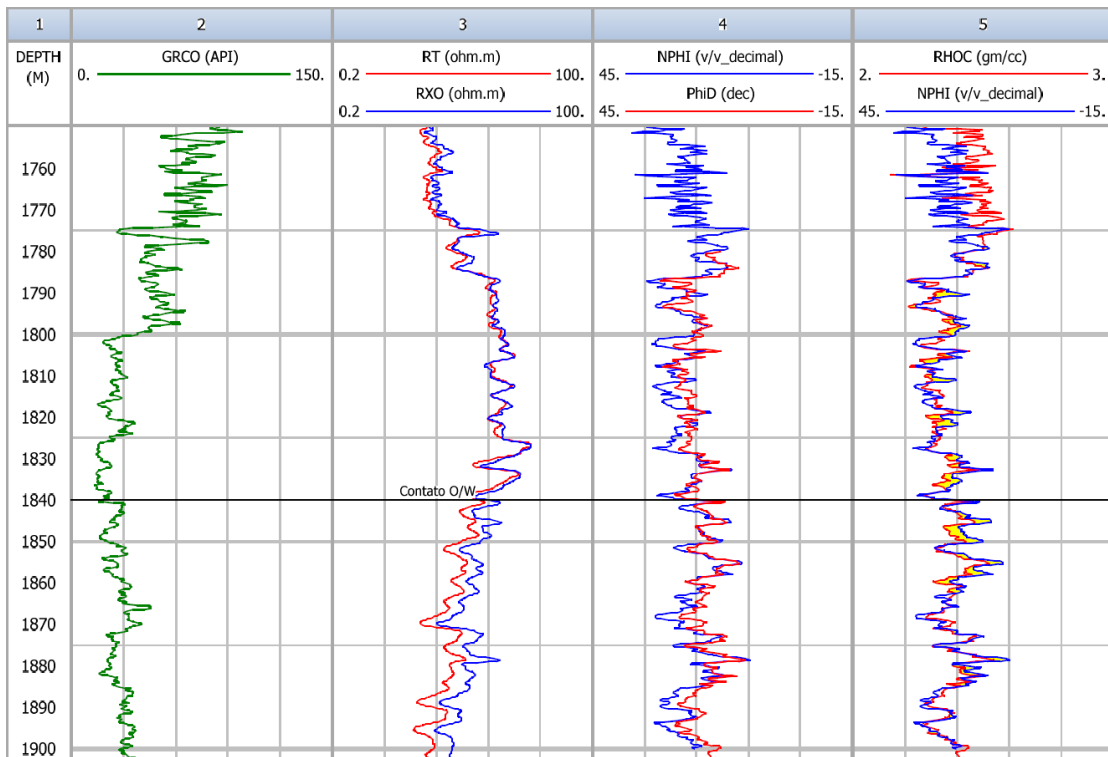 1 2 3 4 5
DEPTH (M)
GRCO (API)
0. 150.
RT (ohm.m)
0.2 100.
RXO (ohm.m)
0.2 100.
NPHI (v/v_decimal)
45. -15.
PhiD (dec)
45. -15.
RHOC (gm/cc)
2. 3.
NPHI (v/v_decimal)
45. -15.
1760
1770
1780
1790
1800
1810
1820
1830
Contato O/W
1840
1850
1860
1870
1880
1890
1900